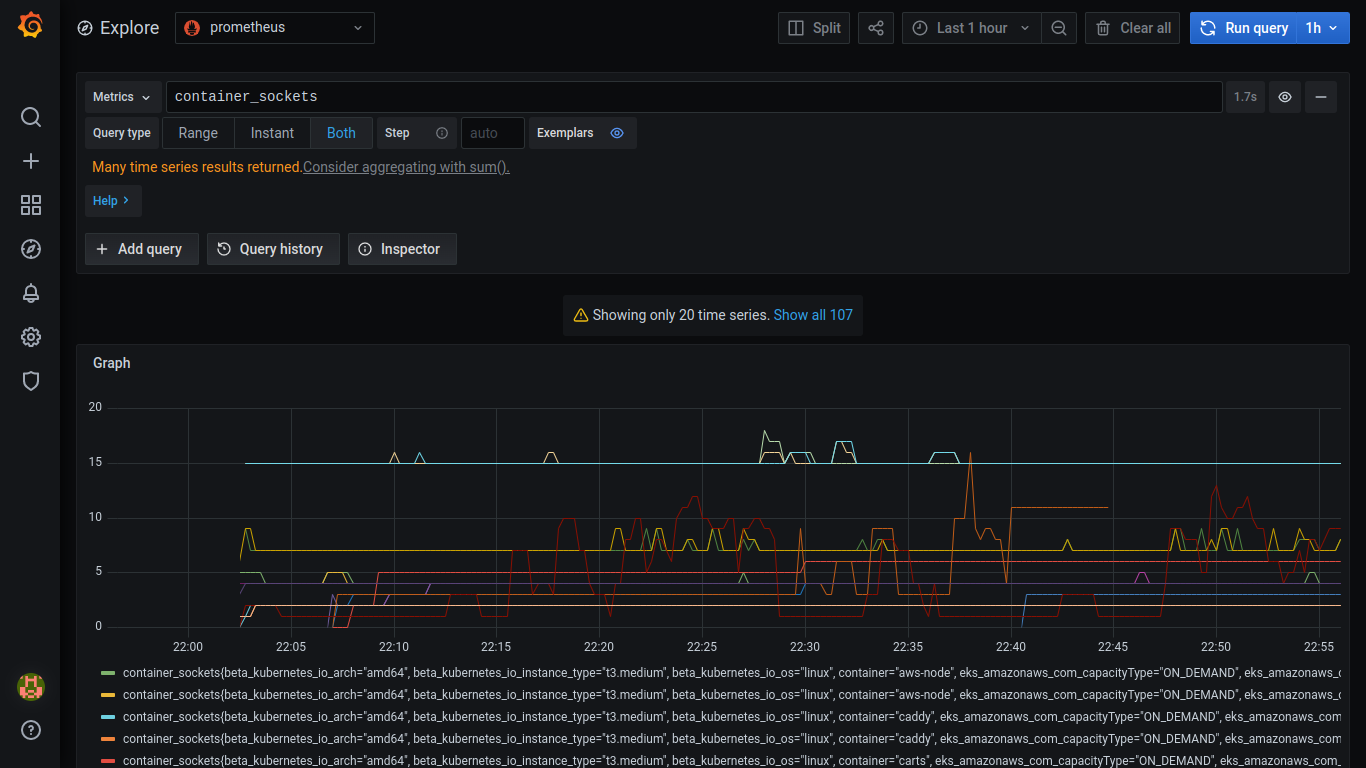 Explore prometheus Split Last 1 hour Clear all Run query 1h
Metrics container_sockets 1.7s
Query type Range Instant Both Step auto Exemplars
Many time series results returned.Consider aggregating with sum().
Help
Add query Query history Inspector
Showing only 20 time series. Show all 107
Graph
20
15
10
5
0
22:00 22:05 22:10 22:15 22:20 22:25 22:30 22:35 22:40 22:45 22:50 22:55
container_sockets{beta_kubernetes_io_arch="amd64", beta_kubernetes_io_instance_type="t3.medium", beta_kubernetes_io_os="linux", container="aws-node", eks_amazonaws_com_capacityType="ON_DEMAND", eks_amazonaws_c
container_sockets{beta_kubernetes_io_arch="amd64", beta_kubernetes_io_instance_type="t3.medium", beta_kubernetes_io_os="linux", container="aws-node", eks_amazonaws_com_capacityType="ON_DEMAND", eks_amazonaws_c
container_sockets{beta_kubernetes_io_arch="amd64", beta_kubernetes_io_instance_type="t3.medium", beta_kubernetes_io_os="linux", container="caddy", eks_amazonaws_com_capacityType="ON_DEMAND", eks_amazonaws_com
container_sockets{beta_kubernetes_io_arch="amd64", beta_kubernetes_io_instance_type="t3.medium", beta_kubernetes_io_os="linux", container="caddy", eks_amazonaws_com_capacityType="ON_DEMAND", eks_amazonaws_com
container_sockets{beta_kubernetes_io_arch="amd64", beta_kubernetes_io_instance_type="t3.medium", beta_kubernetes_io_os="linux", container="carts", eks_amazonaws_com_capacityType="ON_DEMAND", eks_amazonaws_com_